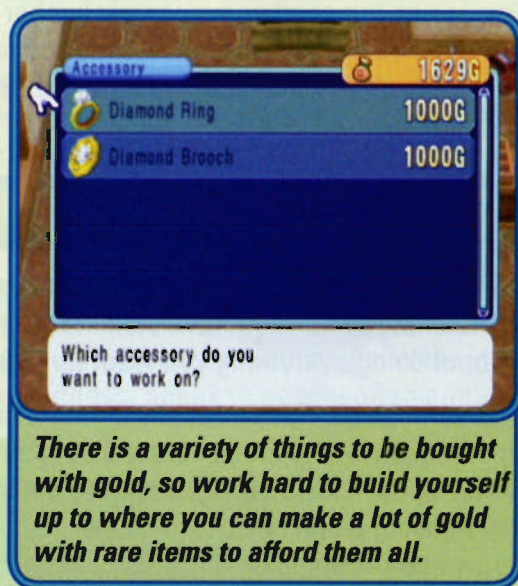 Accessory
1629G
Diamond Ring 1000G
Diamond Brooch 1000G
Which accessory do you
want to work on?
There is a variety of things to be bought
with gold, so work hard to build yourself
up to where you can make a lot of gold
with rare items to afford them all.